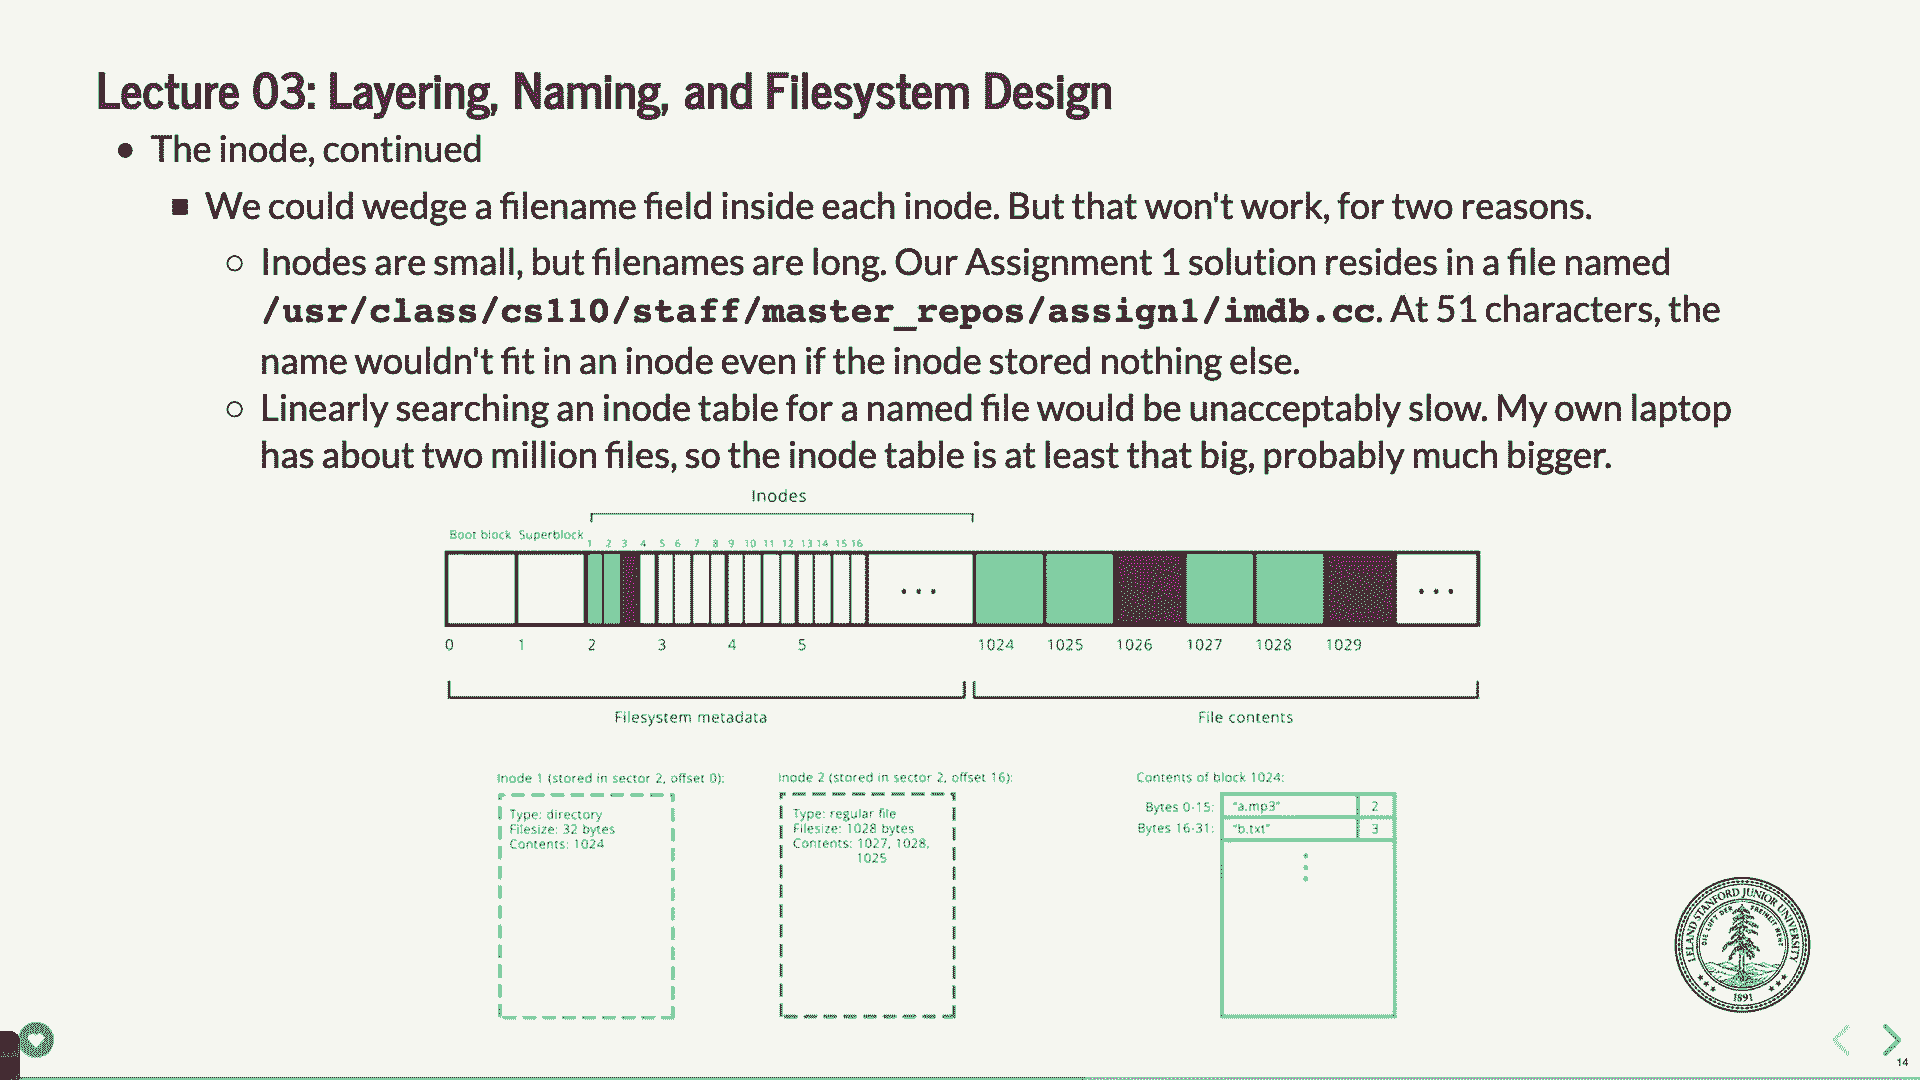 Lecture 03: Layering, Naming, and Filesystem Design
The inode, continued
We could wedge a filename field inside each inode. But that won't work, for two reasons.
Inodes are small, but filenames are long. Our Assignment 1 solution resides in a file named
/usr/class/cs110/staff/master_repos/assign1/imdb.cc. At 51 characters, the
name wouldn't fit in an inode even if the inode stored nothing else.
Linearly searching an inode table for a named file would be unacceptably slow. My own laptop
has about two million files, so the inode table is at least that big, probably much bigger.
Inodes
Boot block Superblock
1 2 3 4 5 6 7 8 9 10 11 12 13 14 15 16
... ...
0 1 2 3 4 5 1024 1025 1026 1027 1028 1029
Filesystem metadata File contents
Inode 1 (stored in sector 2, offset 0):
Type: directory
Filesize: 32 bytes
Contents: 1024
Inode 2 (stored in sector 2, offset 16):
Type: regular file
Filesize: 1028 bytes
Contents: 1027, 1028,
1025
Contents of block 1024:
Bytes 0-15: "a.mp3" 2
Bytes 16-31: "b.txt" 3
LELAND STANFORD JUNIOR UNIVERSITY
DIE LUFT DER FREIHEIT WEHT
1891
14